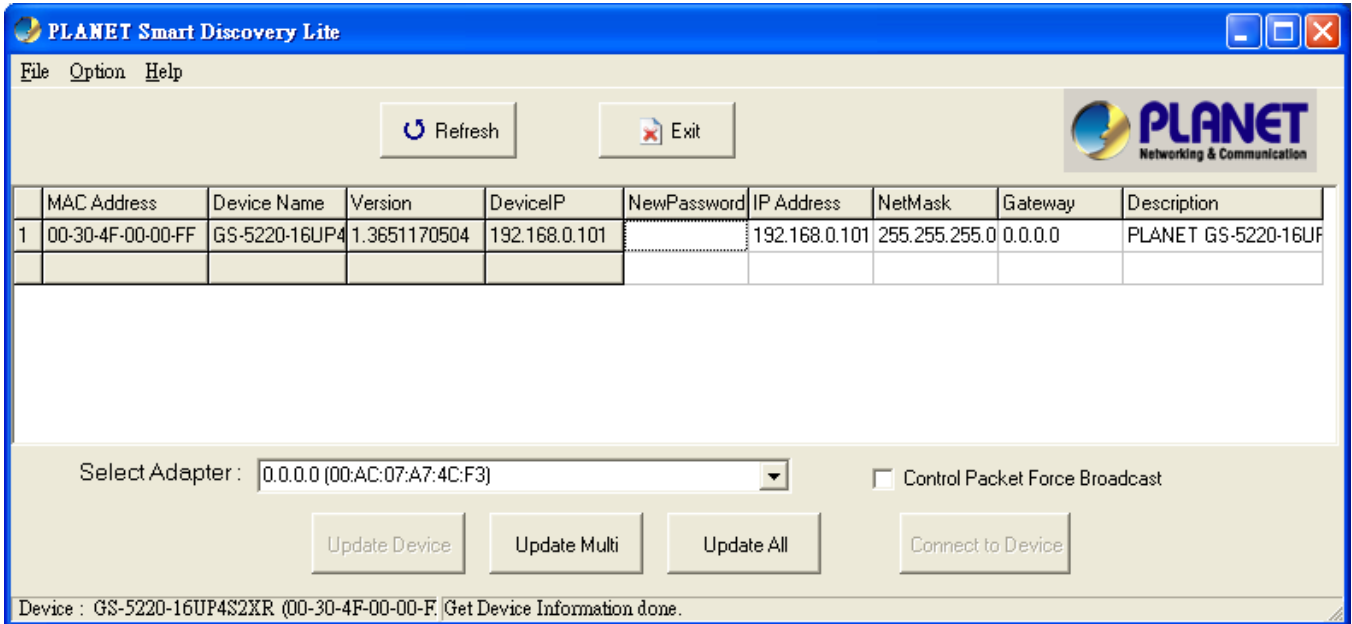 PLANET Smart Discovery Lite
File Option Help
Refresh Exit
PLANET
Networking & Communication
MAC Address Device Name Version DeviceIP NewPassword IP Address NetMask Gateway Description
1 00-30-4F-00-00-FF GS-5220-16UP4 1.3651170504 192.168.0.101 192.168.0.101 255.255.255.0 0.0.0.0 PLANET GS-5220-16UP
Select Adapter : 0.0.0.0 (00:AC:07:A7:4C:F3) Control Packet Force Broadcast
Update Device Update Multi Update All Connect to Device
Device : GS-5220-16UP4S2XR (00-30-4F-00-00-F. Get Device Information done.